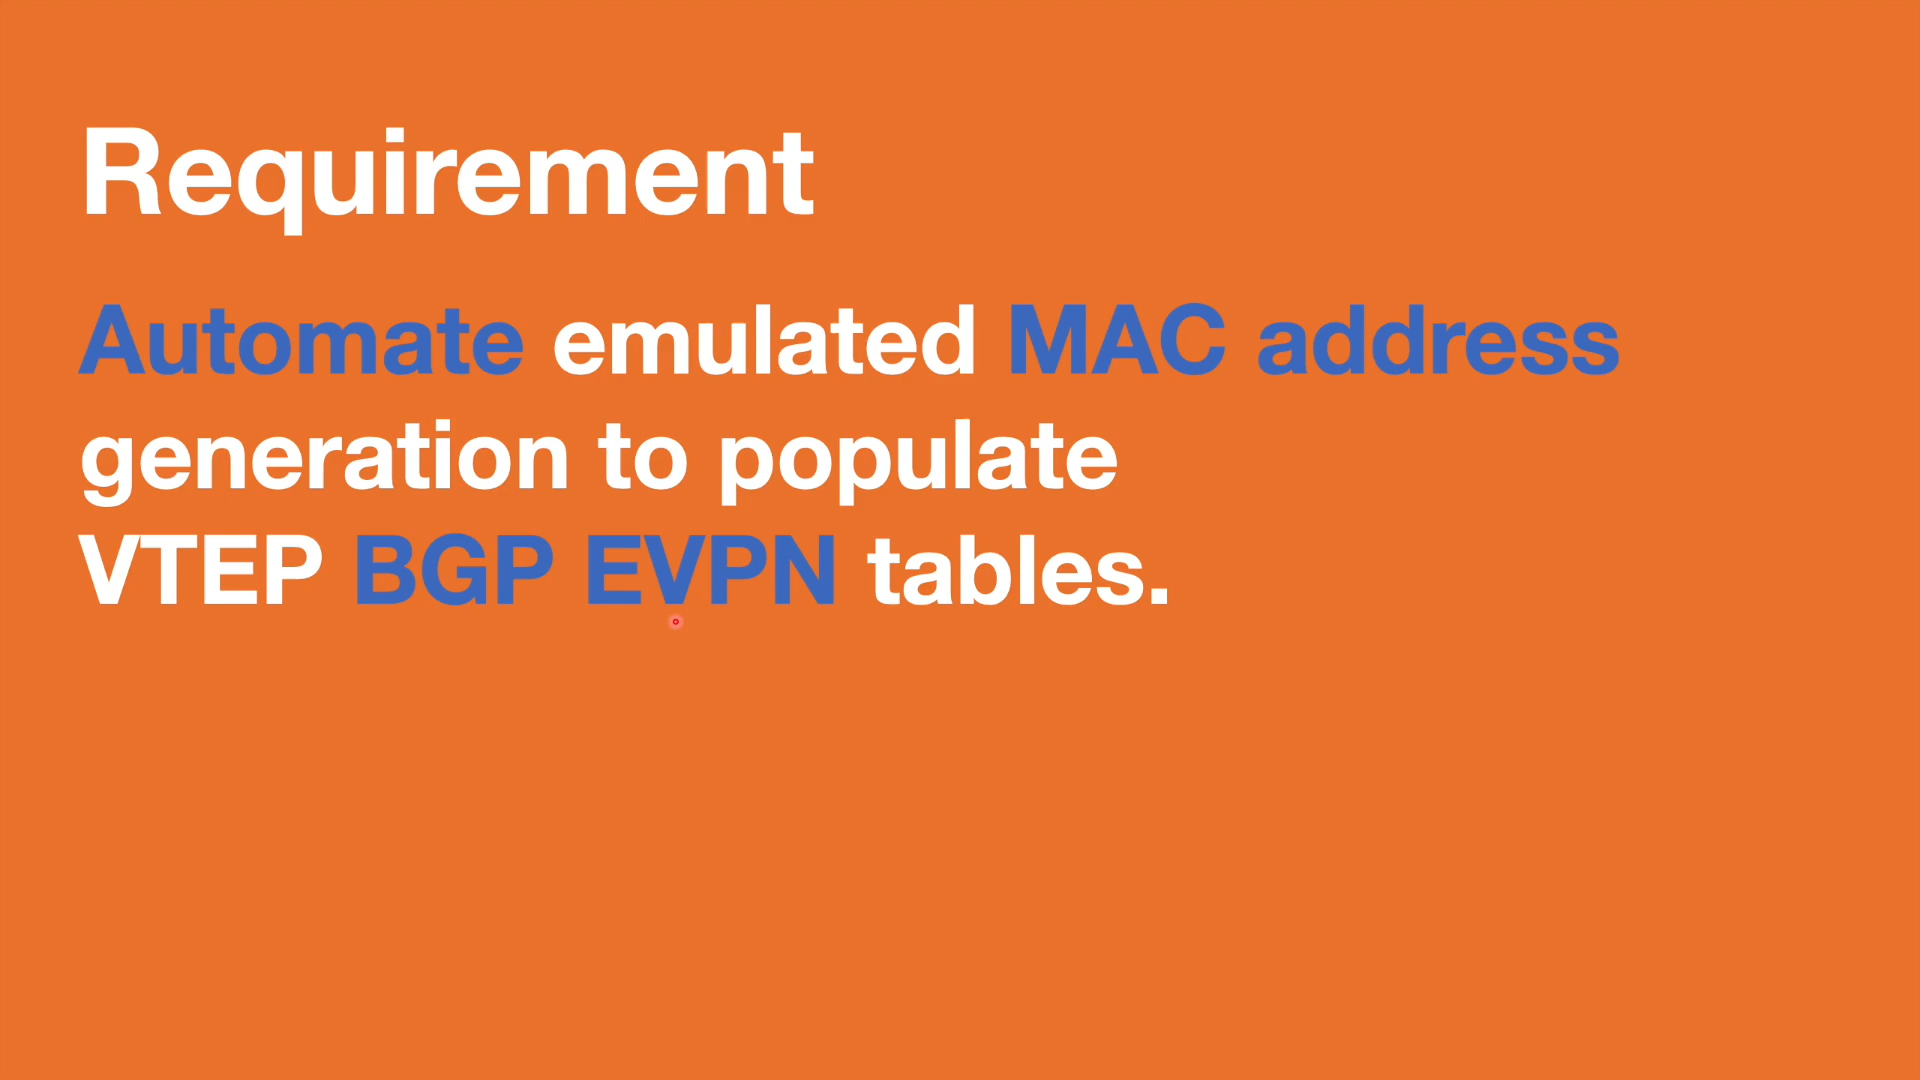 Requirement
Automate emulated MAC address
generation to populate
VTEP BGP EVPN tables.